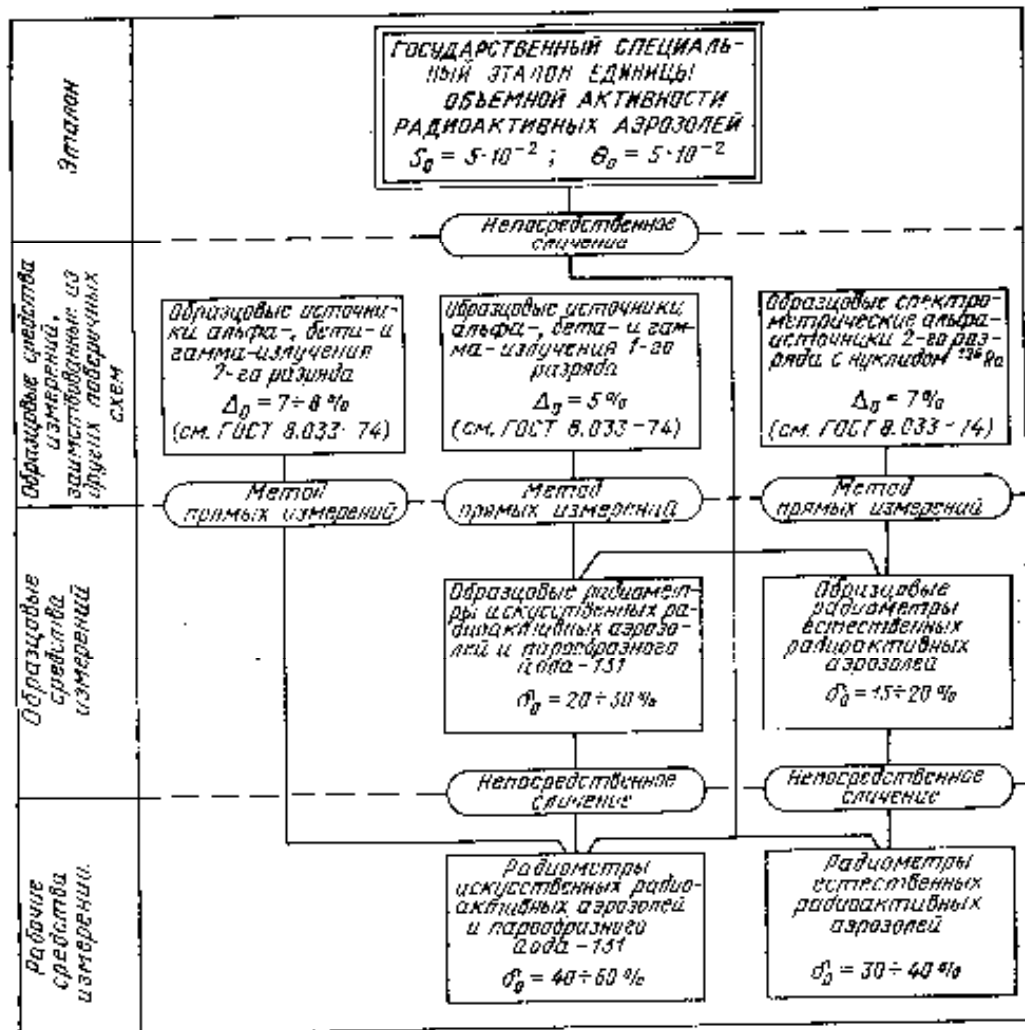 Эталон
ГОСУДАРСТВЕННЫЙ СПЕЦИАЛЬ-
НЫЙ ЭТАЛОН ЕДИНИЦЫ
ОБЪЕМНОЙ АКТИВНОСТИ
РАДИОАКТИВНЫХ АЭРОЗОЛЕЙ
S₀ = 5·10⁻² ; Θ₀ = 5·10⁻²
Непосредственное
сличение
Образцовые средства
измерений,
заимствованные из
других поверочных
схем
Образцовые источни-
ки альфа-, бета- и
гамма-излучения
2-го разряда
Δ₀ = 7÷8 %
(см. ГОСТ 8.033-74)
Образцовые источники
альфа-, бета- и гам-
ма-излучения 1-го
разряда
Δ₀ = 5 %
(см. ГОСТ 8.033-74)
Образцовые спектро-
метрические альфа-
источники 2-го раз-
ряда с нуклидом
Δ₀ = 7 %
(см. ГОСТ 8.033-74)
Метод
прямых измерений
Метод
прямых измерений
Метод
прямых измерений
Образцовые
средства
измерений
Образцовые радиомет-
ры искусственных ра-
диоактивных аэрозо-
лей и парообразного
йода-131
σ₀ = 20÷30 %
Образцовые
радиометры
естественных
радиоактивных
аэрозолей
σ₀ = 15÷20 %
Непосредственное
сличение
Непосредственное
сличение
Рабочие
средства
измерений.
Радиометры
искусственных радио-
активных аэрозолей
и парообразного
йода-131
σ₀ = 40÷60 %
Радиометры
естественных
радиоактивных
аэрозолей
σ₀ = 30÷40 %